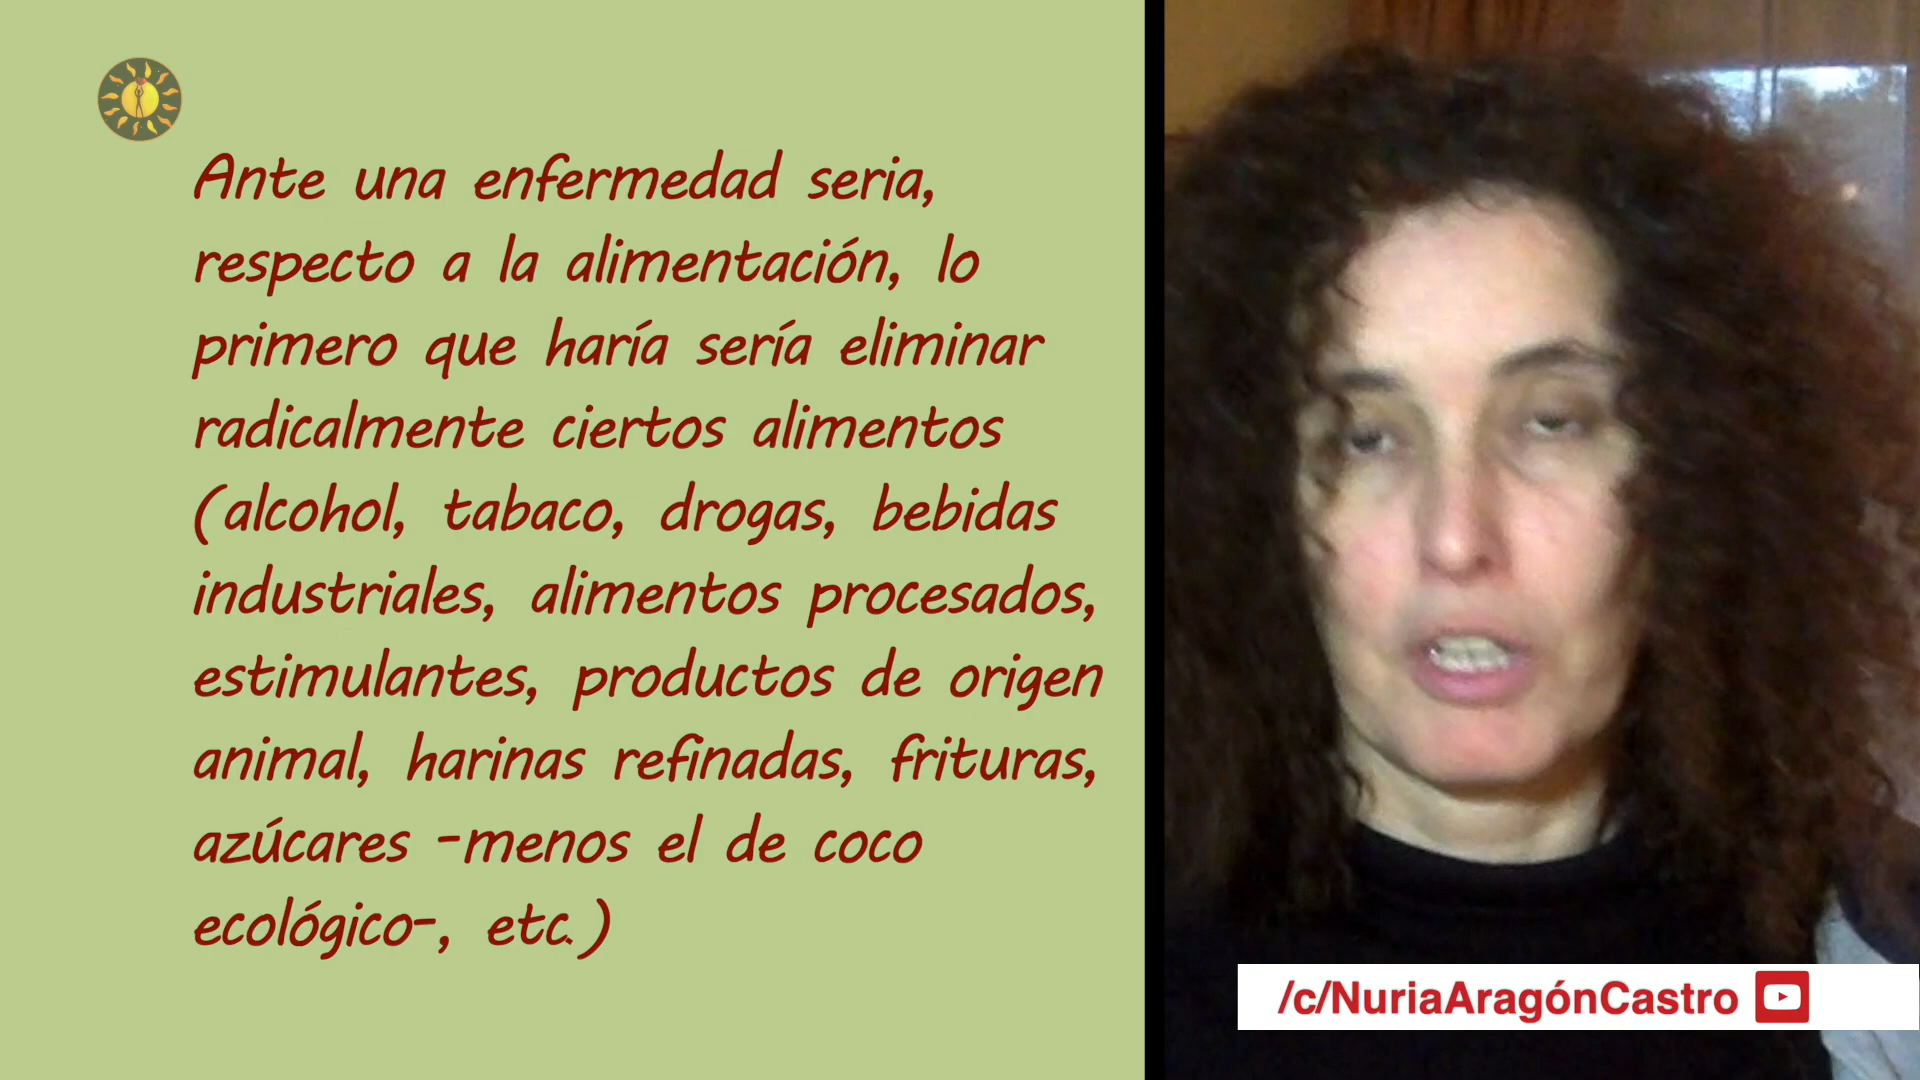 Ante una enfermedad seria,
respecto a la alimentación, lo
primero que haría sería eliminar
radicalmente ciertos alimentos
(alcohol, tabaco, drogas, bebidas
industriales, alimentos procesados,
estimulantes, productos de origen
animal, harinas refinadas, frituras,
azúcares -menos el de coco
ecológico-, etc.)
/c/NuriaAragónCastro